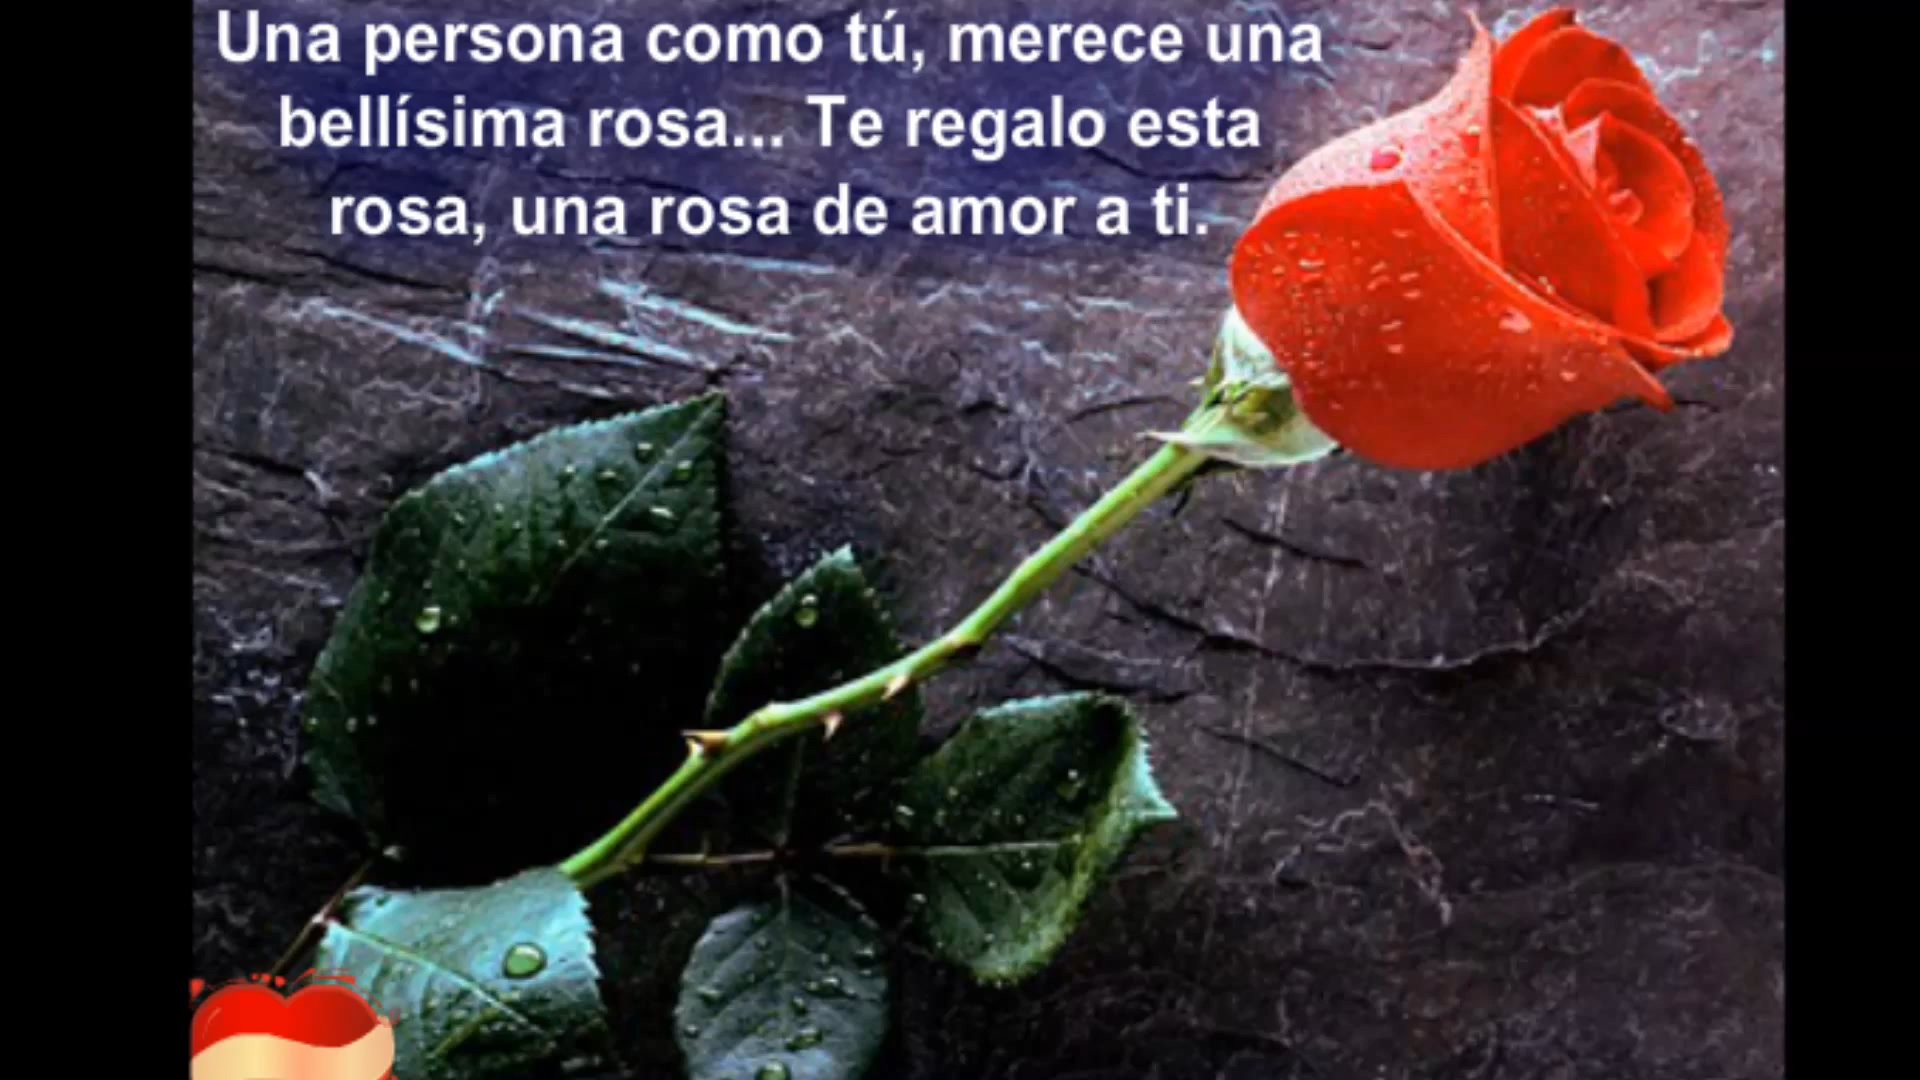 Una persona como tú, merece una
bellísima rosa... Te regalo esta
rosa, una rosa de amor a ti.